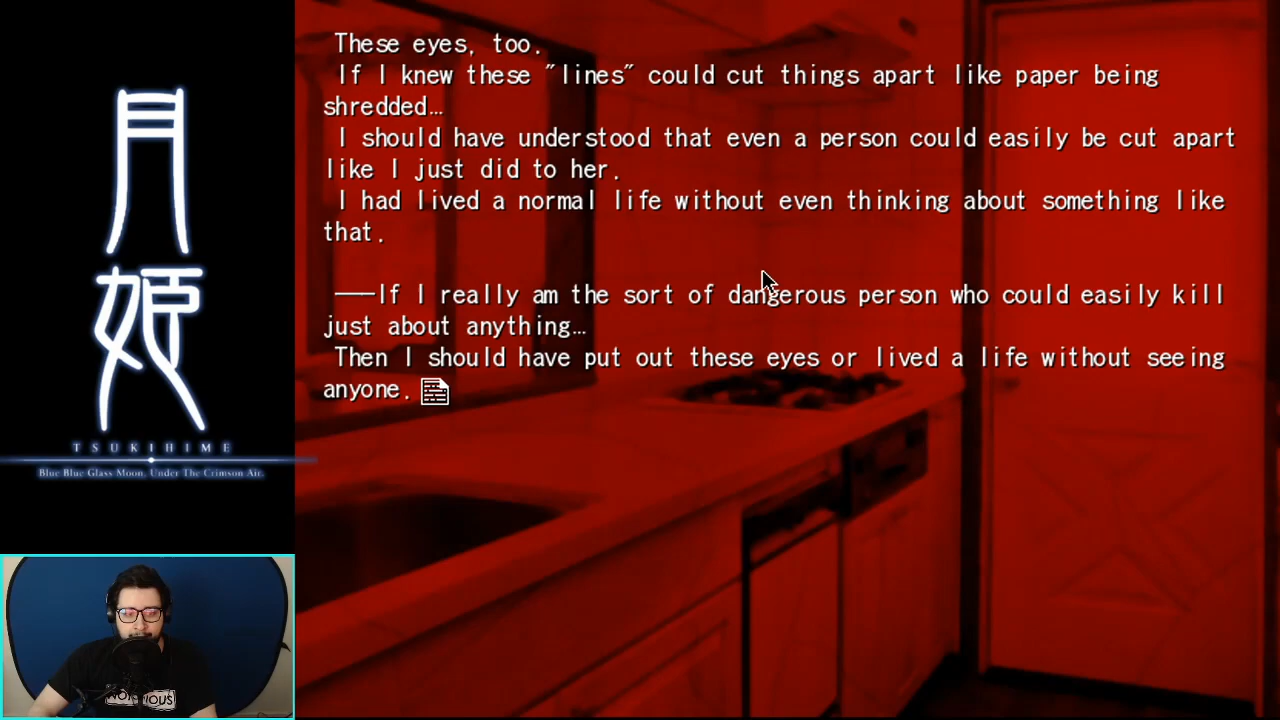 These eyes, too.
If I knew these "lines" could cut things apart like paper being
shredded…
I should have understood that even a person could easily be cut apart
like I just did to her.
I had lived a normal life without even thinking about something like
that.
――If I really am the sort of dangerous person who could easily kill
just about anything…
Then I should have put out these eyes or lived a life without seeing
anyone.
月姫
TSUKIHIME
Blue Blue Glass Moon, Under The Crimson Air.